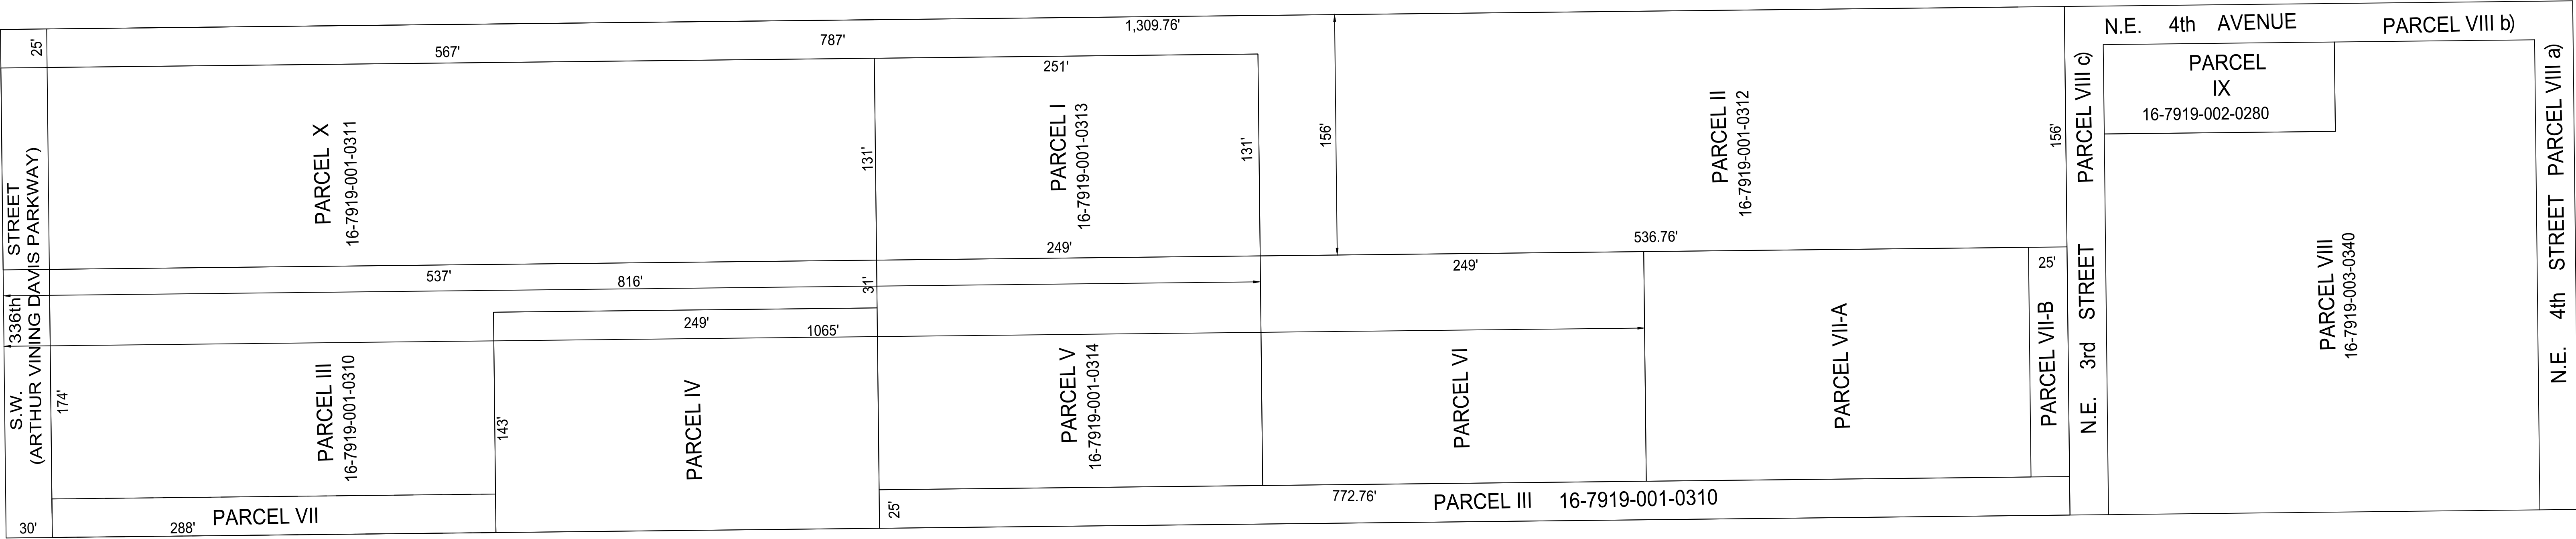 25'
567'
787'
1,309.76'
N.E. 4th AVENUE PARCEL VIII b)
S.W. 336th STREET
(ARTHUR VINING DAVIS PARKWAY)
PARCEL X
16-7919-001-0311
131'
251'
PARCEL I
16-7919-001-0313
131'
249'
156'
PARCEL II
16-7919-001-0312
536.76'
156'
PARCEL VIII c)
N.E. 3rd STREET
PARCEL
IX
16-7919-002-0280
PARCEL VIII
16-7919-003-0340
N.E. 4th STREET PARCEL VIII a)
537'
816'
31'
249'
25'
249'
1065'
174'
PARCEL III
16-7919-001-0310
143'
PARCEL IV
PARCEL V
16-7919-001-0314
PARCEL VI
PARCEL VII-A
PARCEL VII-B
30'
288'
PARCEL VII
25'
772.76'
PARCEL III 16-7919-001-0310